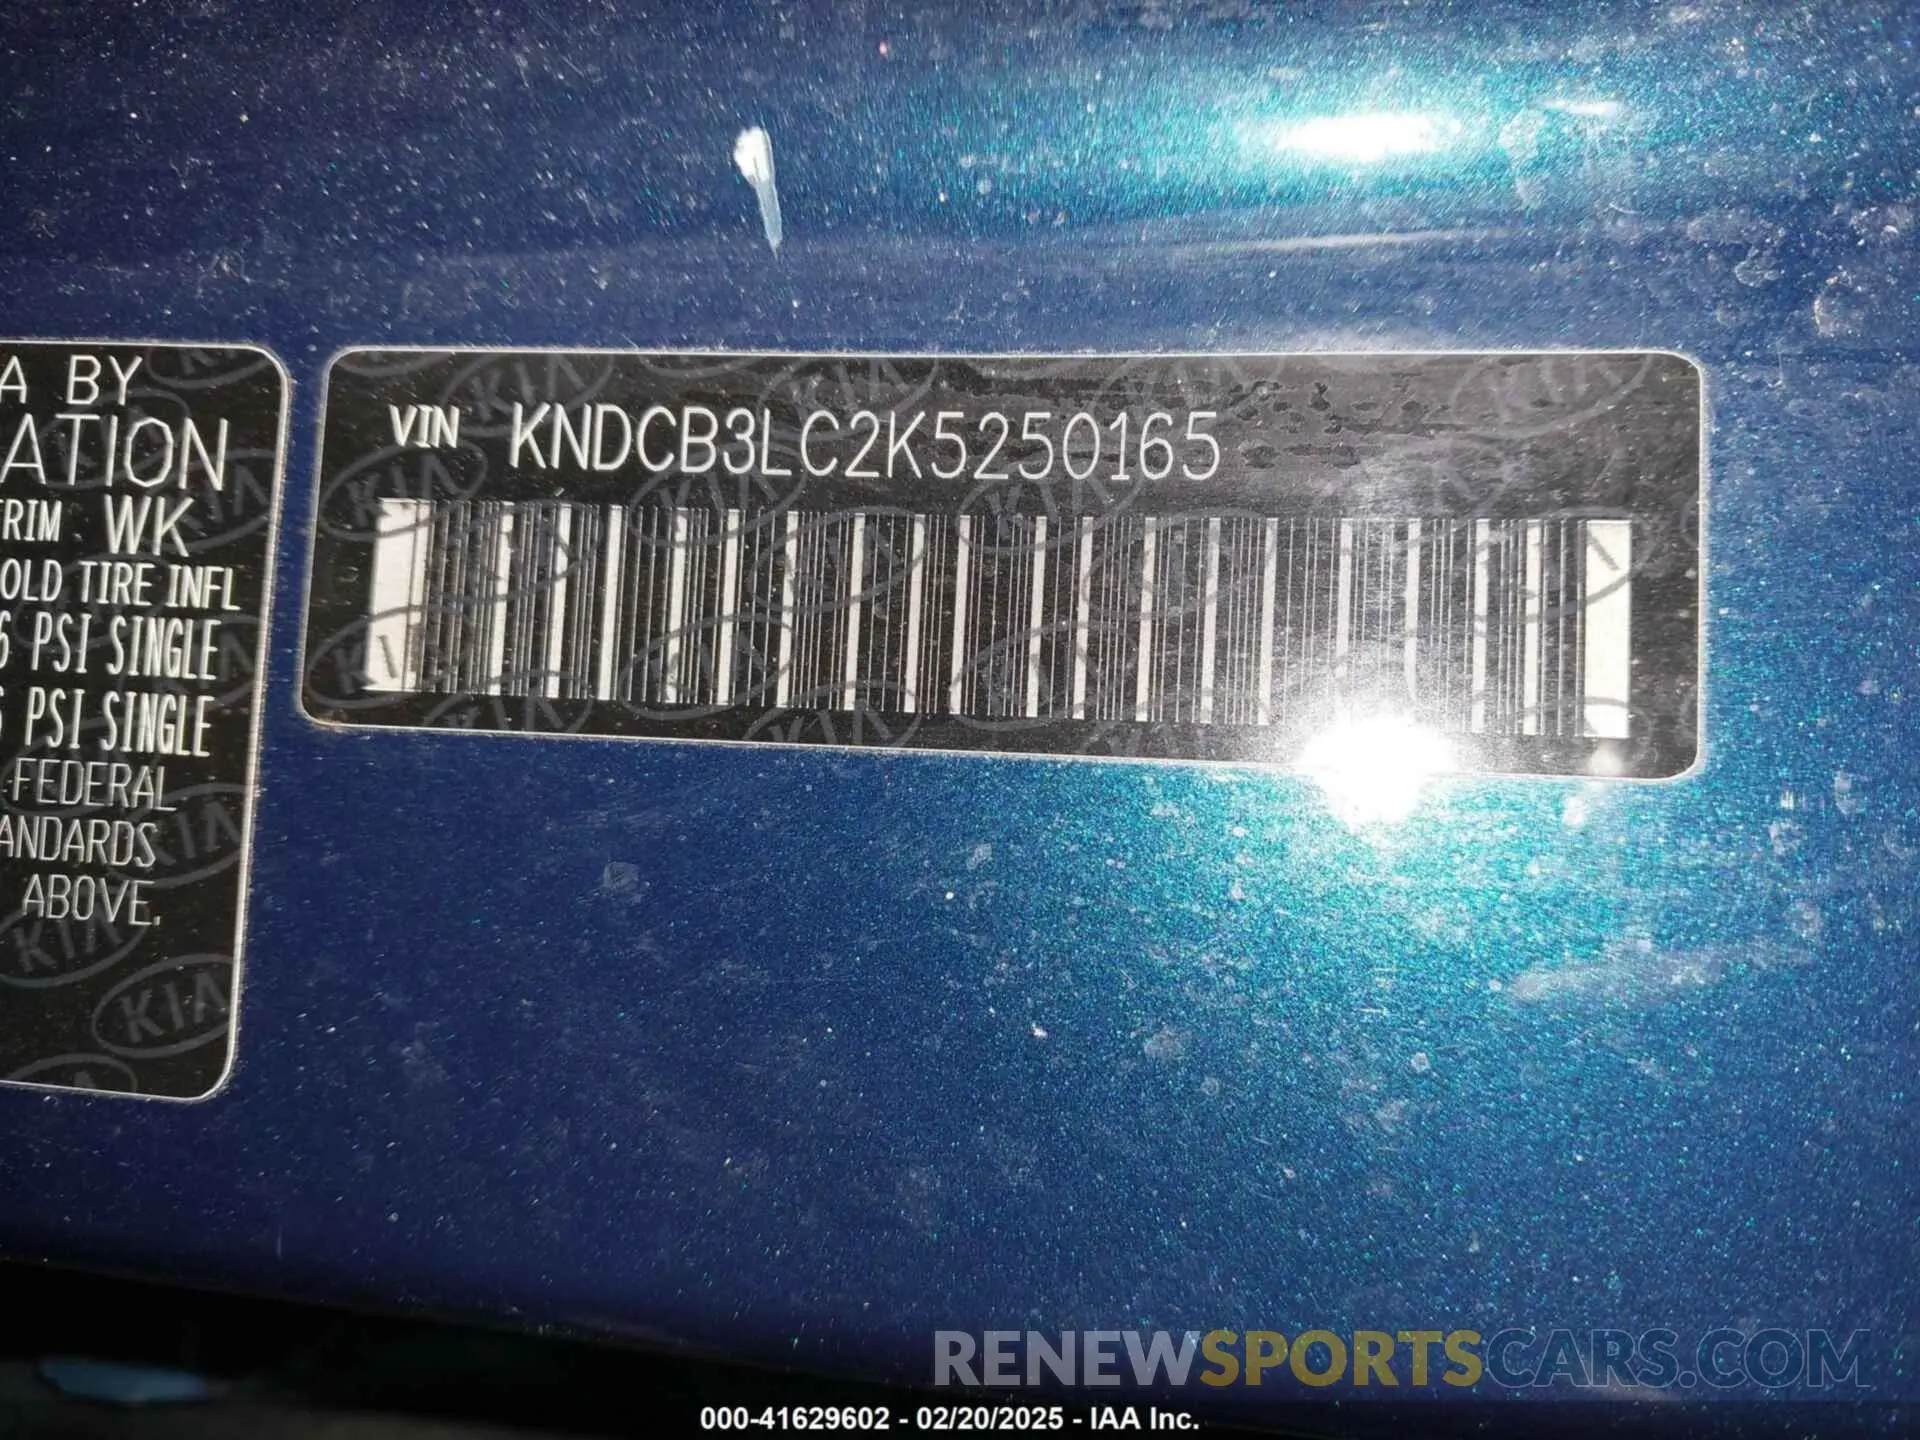 A BY
ATION
TRIM WK
OLD TIRE INFL
6 PSI SINGLE
PSI SINGLE
FEDERAL
ANDARDS
ABOVE.
KIA
VIN KNDCB3LC2K5250165
RENEWSPORTSCARS.COM
000-41629602 - 02/20/2025 - IAA Inc.